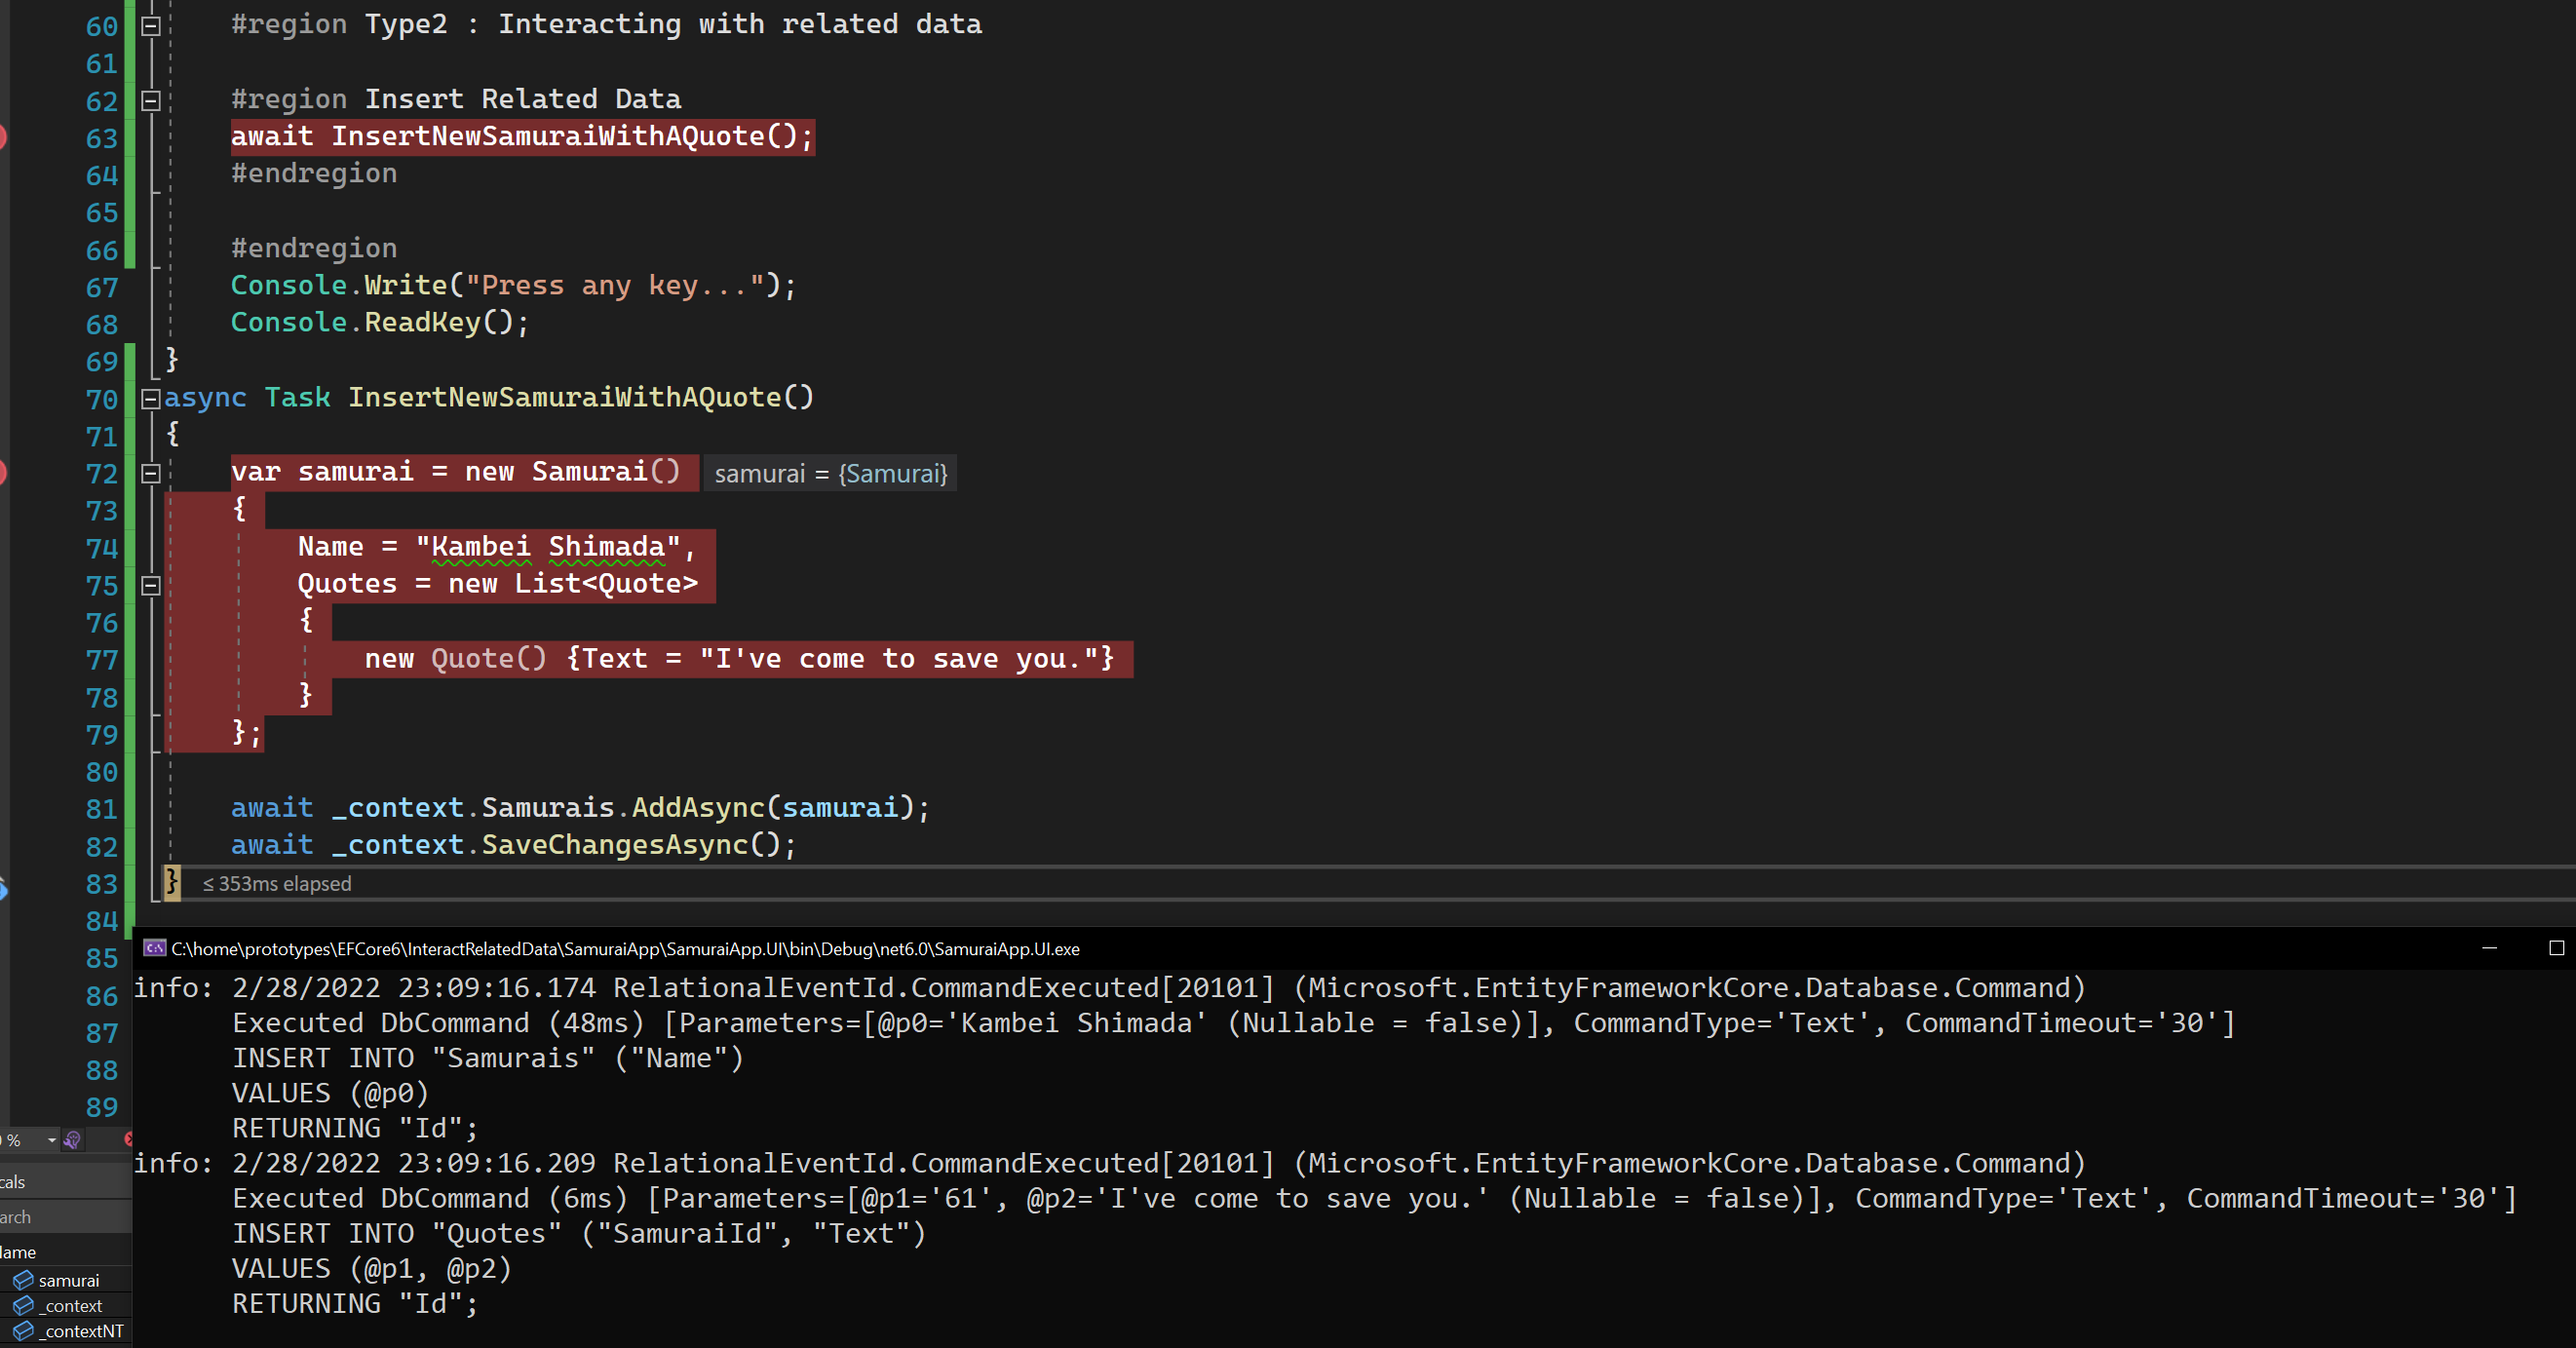 60 #region Type2 : Interacting with related data
61
62 #region Insert Related Data
63 await InsertNewSamuraiWithAQuote();
64 #endregion
65
66 #endregion
67 Console.Write("Press any key...");
68 Console.ReadKey();
69 }
70 async Task InsertNewSamuraiWithAQuote()
71 {
72 var samurai = new Samurai() samurai = {Samurai}
73 {
74 Name = "Kambei Shimada",
75 Quotes = new List<Quote>
76 {
77 new Quote() {Text = "I've come to save you."}
78 }
79 };
80
81 await _context.Samurais.AddAsync(samurai);
82 await _context.SaveChangesAsync();
83 } ≤ 353ms elapsed
84
85
86
87
88
89
C:\home\prototypes\EFCore6\InteractRelatedData\SamuraiApp\SamuraiApp.UI\bin\Debug\net6.0\SamuraiApp.UI.exe
info: 2/28/2022 23:09:16.174 RelationalEventId.CommandExecuted[20101] (Microsoft.EntityFrameworkCore.Database.Command)
Executed DbCommand (48ms) [Parameters=[@p0='Kambei Shimada' (Nullable = false)], CommandType='Text', CommandTimeout='30']
INSERT INTO "Samurais" ("Name")
VALUES (@p0)
RETURNING "Id";
info: 2/28/2022 23:09:16.209 RelationalEventId.CommandExecuted[20101] (Microsoft.EntityFrameworkCore.Database.Command)
Executed DbCommand (6ms) [Parameters=[@p1='61', @p2='I've come to save you.' (Nullable = false)], CommandType='Text', CommandTimeout='30']
INSERT INTO "Quotes" ("SamuraiId", "Text")
VALUES (@p1, @p2)
RETURNING "Id";
%
cals
arch
lame
samurai
_context
_contextNT